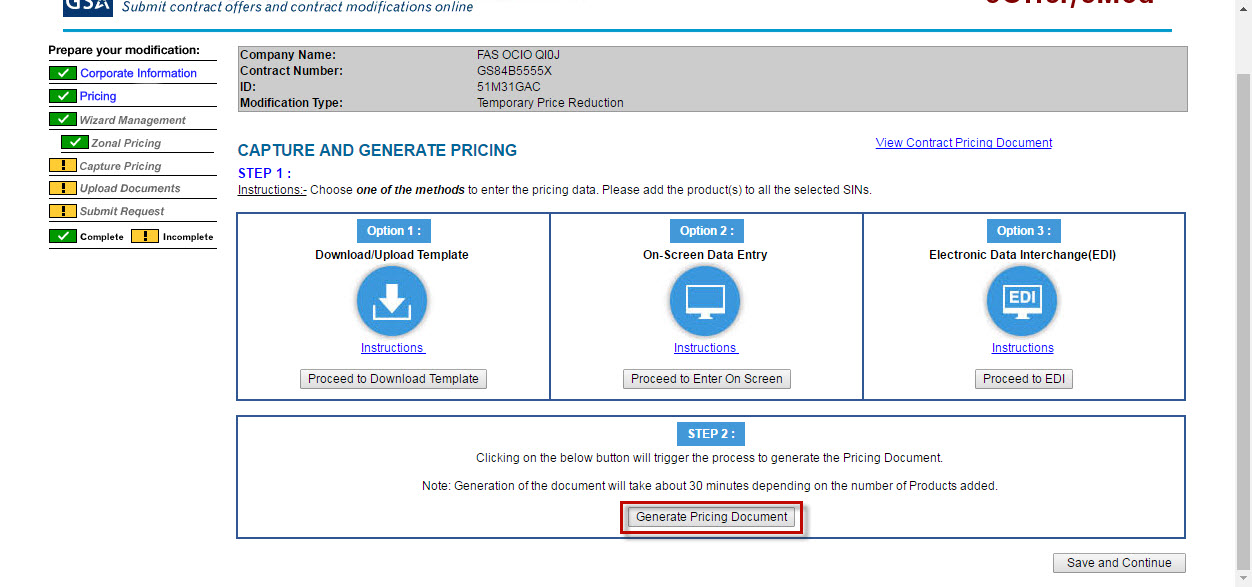 GSA Submit contract offers and contract modifications online
eOffer/eMod
Prepare your modification:
Corporate Information
Pricing
Wizard Management
Zonal Pricing
Capture Pricing
Upload Documents
Submit Request
Complete Incomplete
Company Name: FAS OCIO QI0J
Contract Number: GS84B5555X
ID: 51M31GAC
Modification Type: Temporary Price Reduction
View Contract Pricing Document
CAPTURE AND GENERATE PRICING
STEP 1 :
Instructions:- Choose one of the methods to enter the pricing data. Please add the product(s) to all the selected SINs.
Option 1 :
Download/Upload Template
Instructions
Proceed to Download Template
Option 2 :
On-Screen Data Entry
Instructions
Proceed to Enter On Screen
Option 3 :
Electronic Data Interchange(EDI)
EDI
Instructions
Proceed to EDI
STEP 2 :
Clicking on the below button will trigger the process to generate the Pricing Document.
Note: Generation of the document will take about 30 minutes depending on the number of Products added.
Generate Pricing Document
Save and Continue